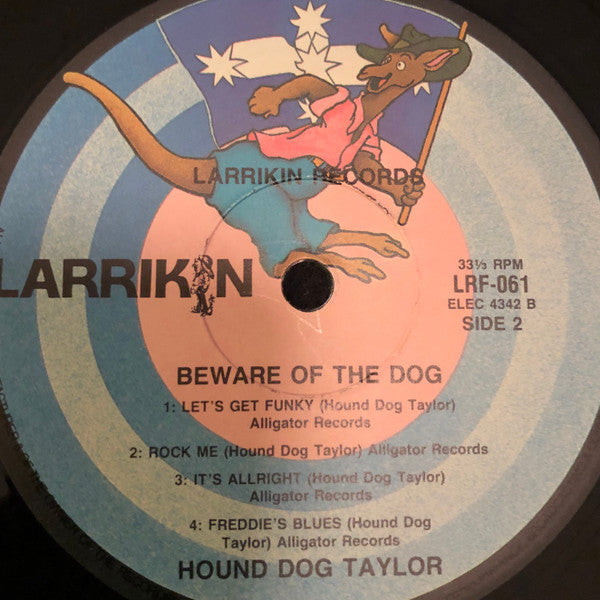 LARRIKIN RECORDS
LARRIKIN
33⅓ RPM
LRF-061
ELEC 4342 B
SIDE 2
BEWARE OF THE DOG
1: LET'S GET FUNKY (Hound Dog Taylor)
Alligator Records
2: ROCK ME (Hound Dog Taylor) Alligator Records
3: IT'S ALLRIGHT (Hound Dog Taylor)
Alligator Records
4: FREDDIE'S BLUES (Hound Dog
Taylor) Alligator Records
HOUND DOG TAYLOR